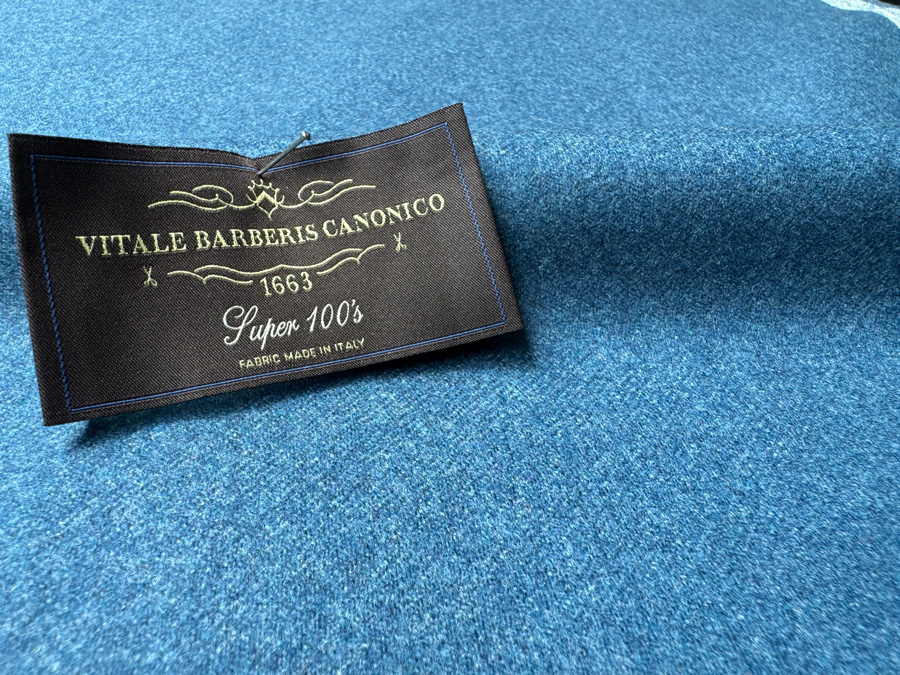 VITALE BARBERIS CANONICO
1663
Super 100's
FABRIC MADE IN ITALY